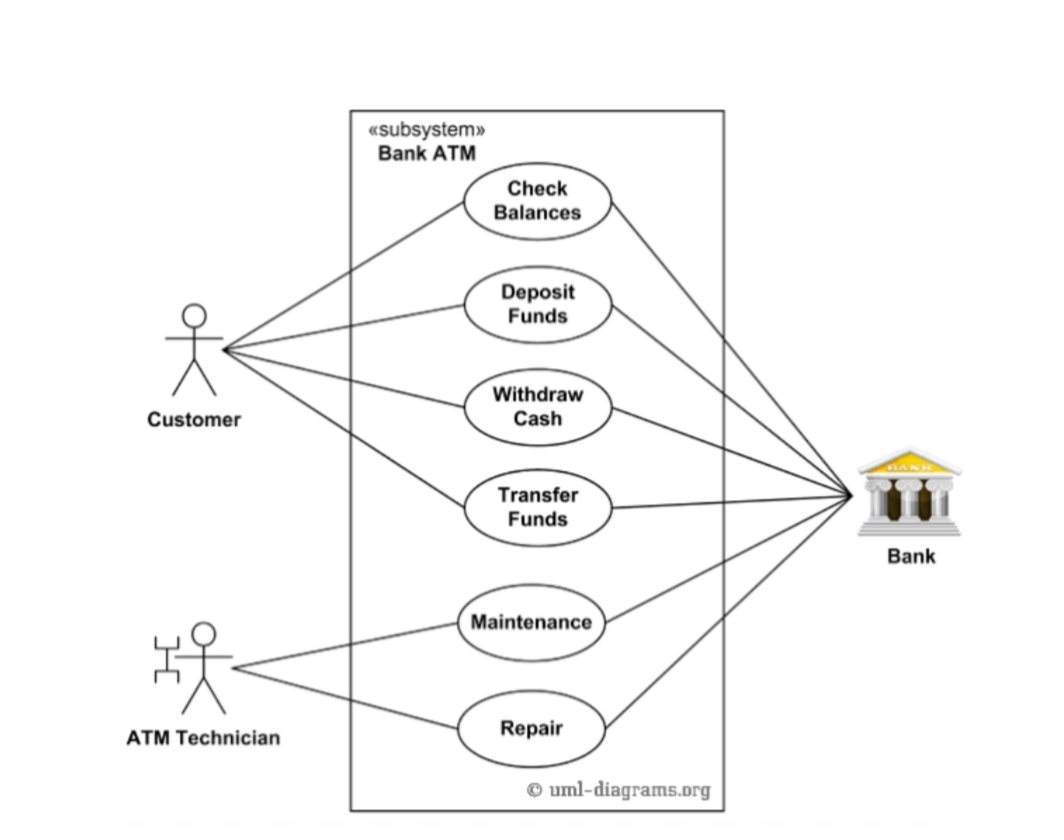 «subsystem»
Bank ATM
Check
Balances
Deposit
Funds
Customer
Withdraw
Cash
Transfer
Funds
BANK
Bank
Maintenance
ATM Technician
Repair
© uml-diagrams.org